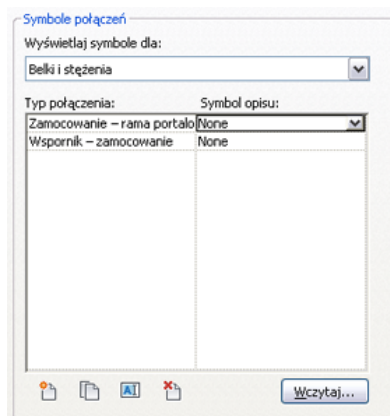 Symbole połączeń
Wyświetlaj symbole dla:
Belki i stężenia
Typ połączenia: Symbol opisu:
Zamocowanie – rama portalo None
Wspornik – zamocowanie None
AI
Wczytaj...